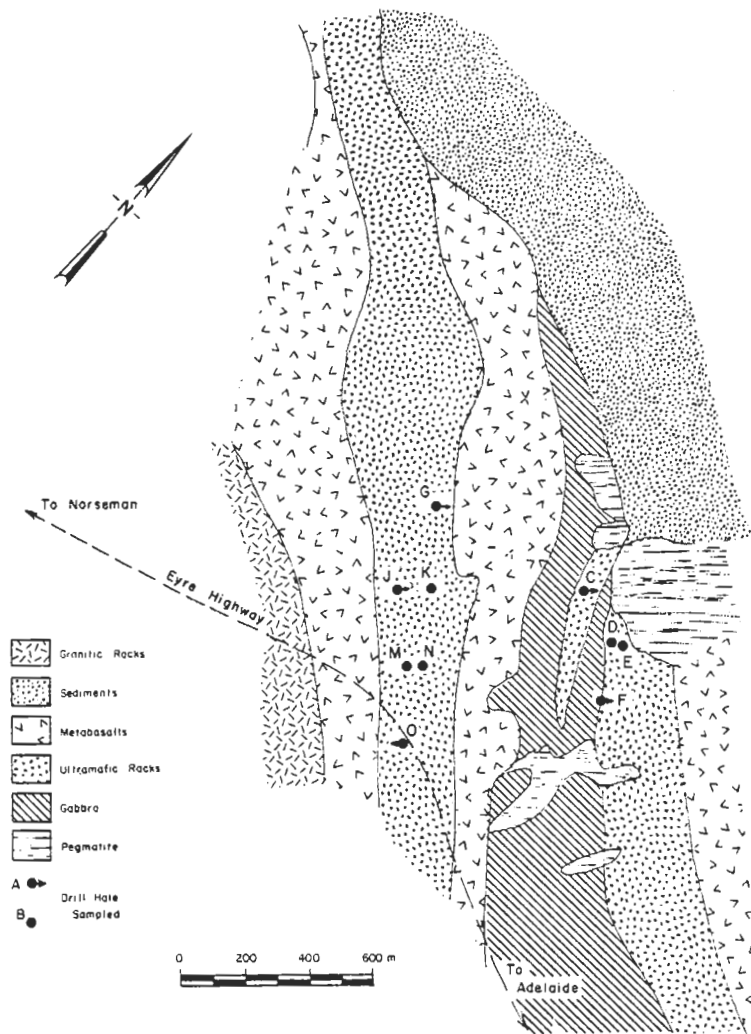 N
To Norseman
Eyre Highway
G
J
K
C
M
N
D
E
F
O
Granitic Rocks
Sediments
Metabasalts
Ultramafic Rocks
Gabbro
Pegmatite
A
B
Drill Hole
Sampled
0 200 400 600 m
To
Adelaide